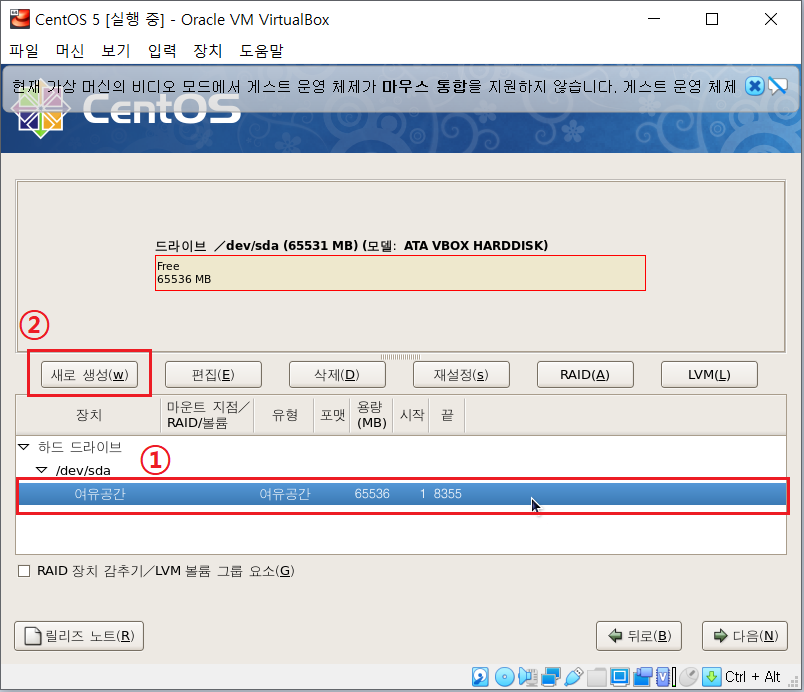 CentOS 5 [실행 중] - Oracle VM VirtualBox
파일 머신 보기 입력 장치 도움말
현재 가상 머신의 비디오 모드에서 게스트 운영 체제가 마우스 통합을 지원하지 않습니다. 게스트 운영 체제
CentOS
드라이브 /dev/sda (65531 MB) (모델: ATA VBOX HARDDISK)
Free
65536 MB
②
새로 생성(w) 편집(E) 삭제(D) 재설정(s) RAID(A) LVM(L)
장치 마운트 지점/RAID/볼륨 유형 포맷 용량(MB) 시작 끝
하드 드라이브
①
/dev/sda
여유공간 여유공간 65536 1 8355
RAID 장치 감추기/LVM 볼륨 그룹 요소(G)
릴리즈 노트(R) 뒤로(B) 다음(N)
Ctrl + Alt